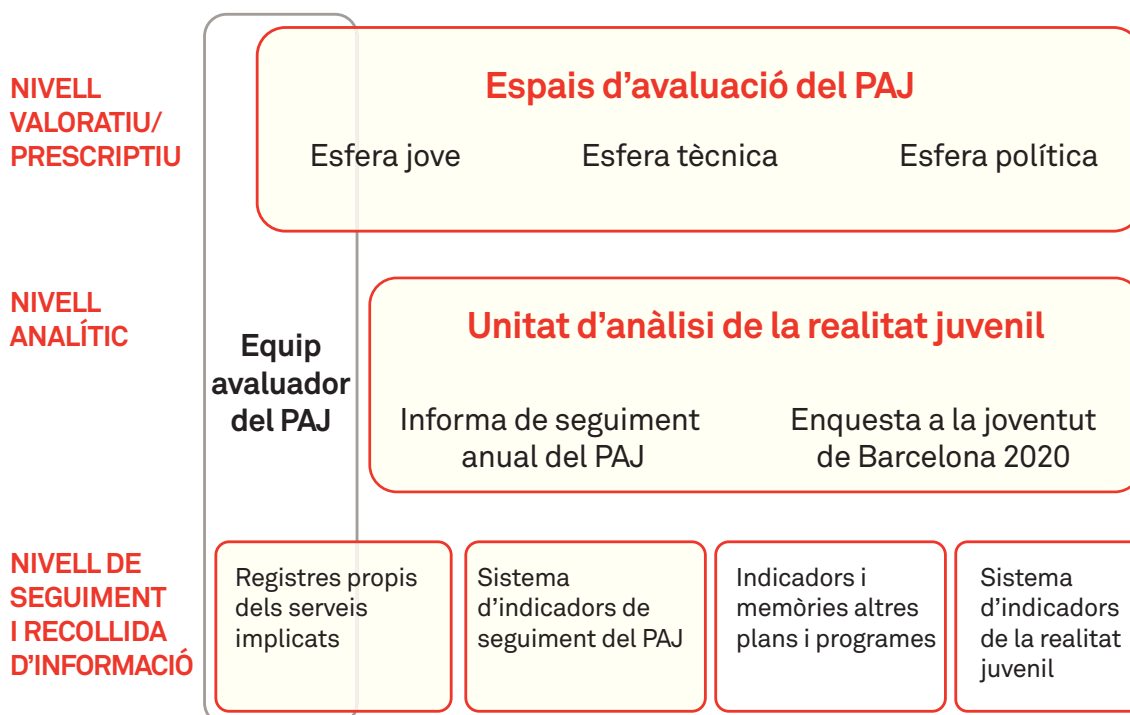 NIVELL
VALORATIU/
PRESCRIPTIU
Espais d’avaluació del PAJ
Esfera jove
Esfera tècnica
Esfera política
NIVELL
ANALÍTIC
Equip
avaluador
del PAJ
Unitat d’anàlisi de la realitat juvenil
Informa de seguiment
anual del PAJ
Enquesta a la joventut
de Barcelona 2020
NIVELL DE
SEGUIMENT
I RECOLLIDA
D’INFORMACIÓ
Registres propis
dels serveis
implicats
Sistema
d’indicadors de
seguiment del PAJ
Indicadors i
memòries altres
plans i programes
Sistema
d’indicadors
de la realitat
juvenil